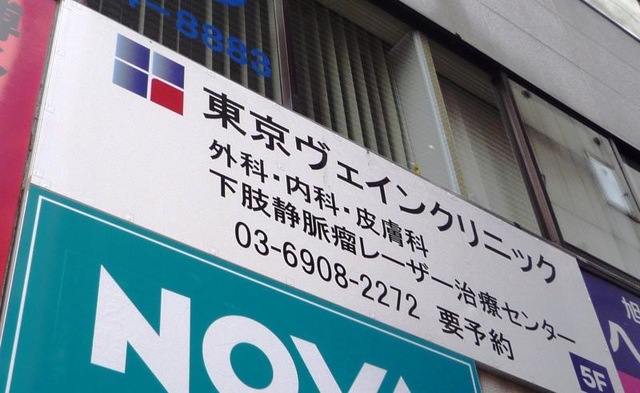 -8883
東京ヴェインクリニック
外科・内科・皮膚科
下肢静脈瘤レーザー治療センター
03-6908-2272 要予約
5F
NOVA
旭